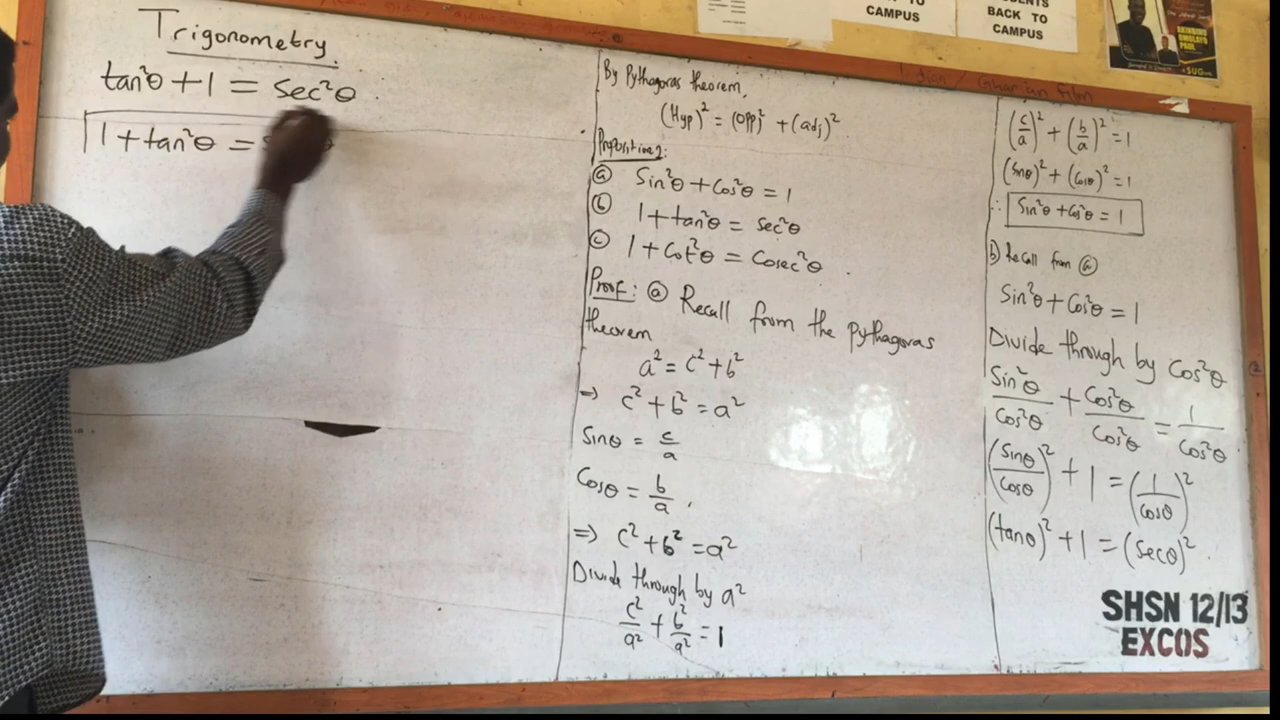 Trigonometry.
tan²θ + 1 = sec²θ
1 + tan²θ =
By Pythagoras theorem,
(Hyp)² = (opp)² + (adj)²
ⓐ Sin²θ + Cos²θ = 1
ⓑ 1 + tan²θ = sec²θ
ⓒ 1 + Cot²θ = Cosec²θ.
Proof: ⓐ Recall from the Pythagoras
theorem
a² = c² + b²
⇒ c² + b² = a²
Sinθ = c/a
Cosθ = b/a,
⇒ c² + b² = a²
Divide through by a²
c²/a² + b²/a² = 1
(c/a)² + (b/a)² = 1
(Sinθ)² + (Cosθ)² = 1
∴ Sin²θ + Cos²θ = 1
b) Recall from ⓐ
Sin²θ + Cos²θ = 1
Divide through by Cos²θ
Sin²θ/Cos²θ + Cos²θ/Cos²θ = 1/Cos²θ
(Sinθ/Cosθ)² + 1 = (1/Cosθ)²
(tanθ)² + 1 = (secθ)²
SHSN 12/13
EXCOS
CAMPUS
BACK TO
CAMPUS